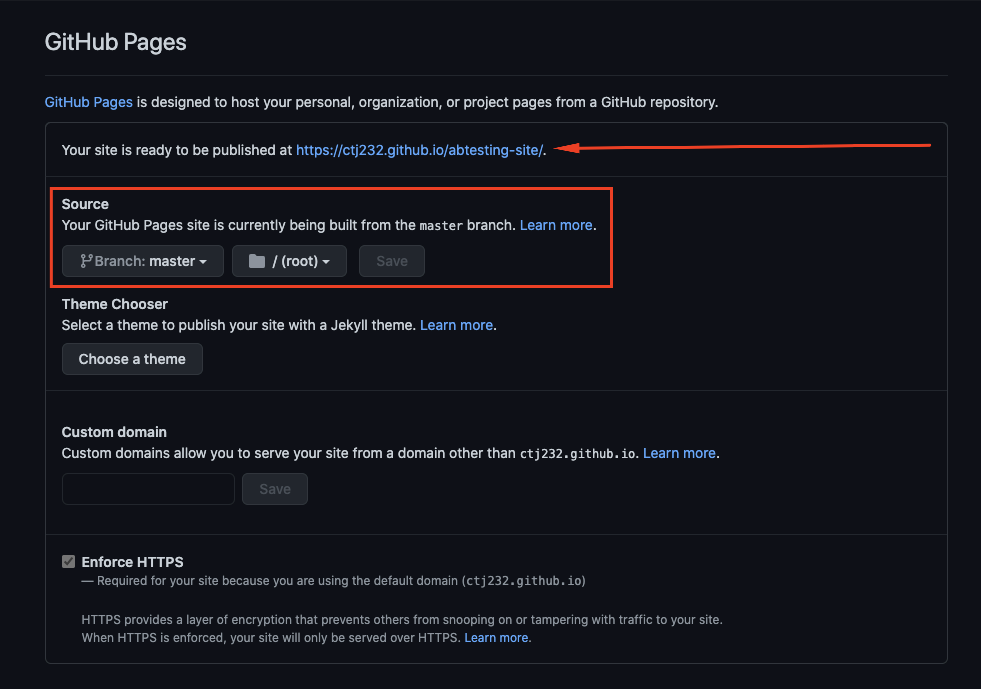 GitHub Pages
GitHub Pages is designed to host your personal, organization, or project pages from a GitHub repository.
Your site is ready to be published at https://ctj232.github.io/abtesting-site/.
Source
Your GitHub Pages site is currently being built from the master branch. Learn more.
Branch: master / (root) Save
Theme Chooser
Select a theme to publish your site with a Jekyll theme. Learn more.
Choose a theme
Custom domain
Custom domains allow you to serve your site from a domain other than ctj232.github.io. Learn more.
Save
Enforce HTTPS
— Required for your site because you are using the default domain (ctj232.github.io)
HTTPS provides a layer of encryption that prevents others from snooping on or tampering with traffic to your site.
When HTTPS is enforced, your site will only be served over HTTPS. Learn more.